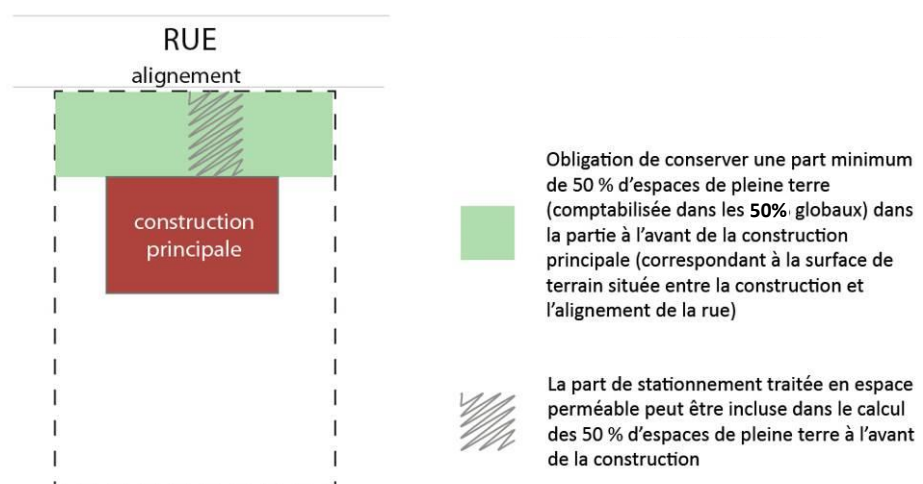 RUE
alignement
construction
principale
Obligation de conserver une part minimum
de 50 % d’espaces de pleine terre
(comptabilisée dans les 50% globaux) dans
la partie à l’avant de la construction
principale (correspondant à la surface de
terrain située entre la construction et
l’alignement de la rue)
La part de stationnement traitée en espace
perméable peut être incluse dans le calcul
des 50 % d’espaces de pleine terre à l’avant
de la construction